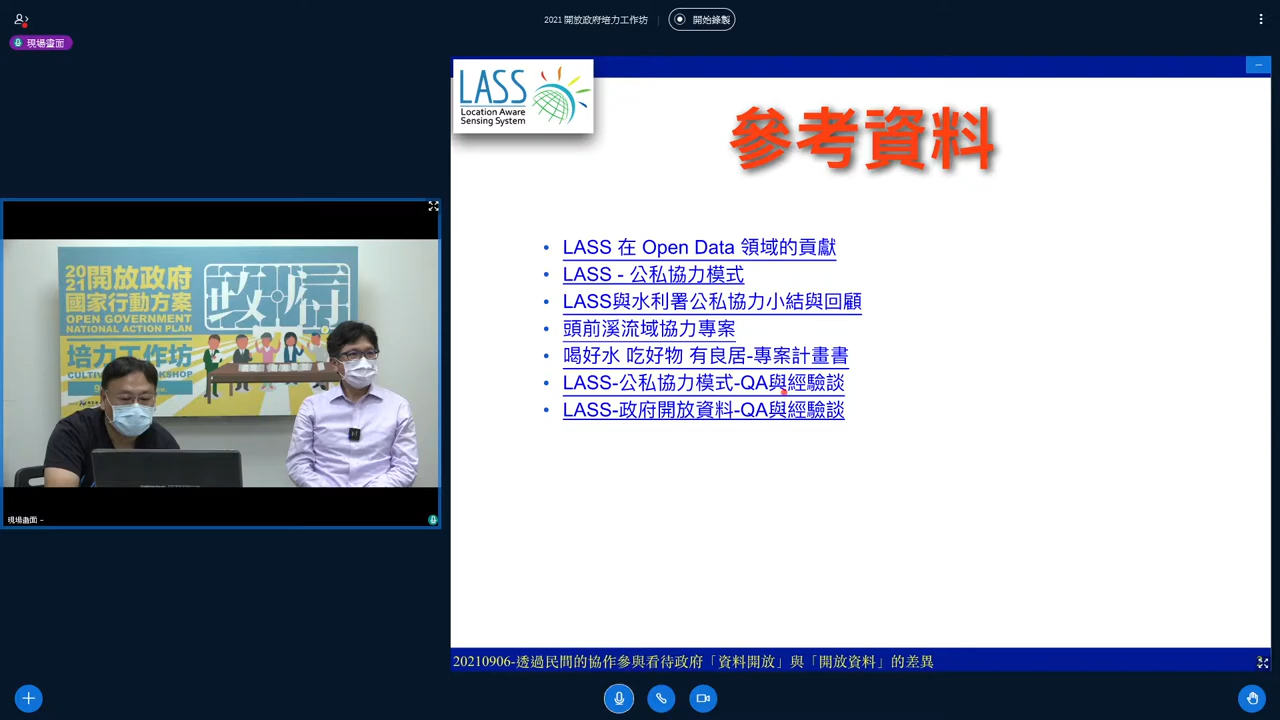 2021 開放政府培力工作坊
開始錄製
現場畫面
LASS
Location Aware
Sensing System
參考資料
LASS 在 Open Data 領域的貢獻
LASS - 公私協力模式
LASS與水利署公私協力小結與回顧
頭前溪流域協力專案
喝好水 吃好物 有良居-專案計畫書
LASS-公私協力模式-QA與經驗談
LASS-政府開放資料-QA與經驗談
2021開放政府
國家行動方案
OPEN GOVERNMENT
NATIONAL ACTION PLAN
培力工作坊
政府
現場畫面
20210906-透過民間的協作參與看待政府「資料開放」與「開放資料」的差異